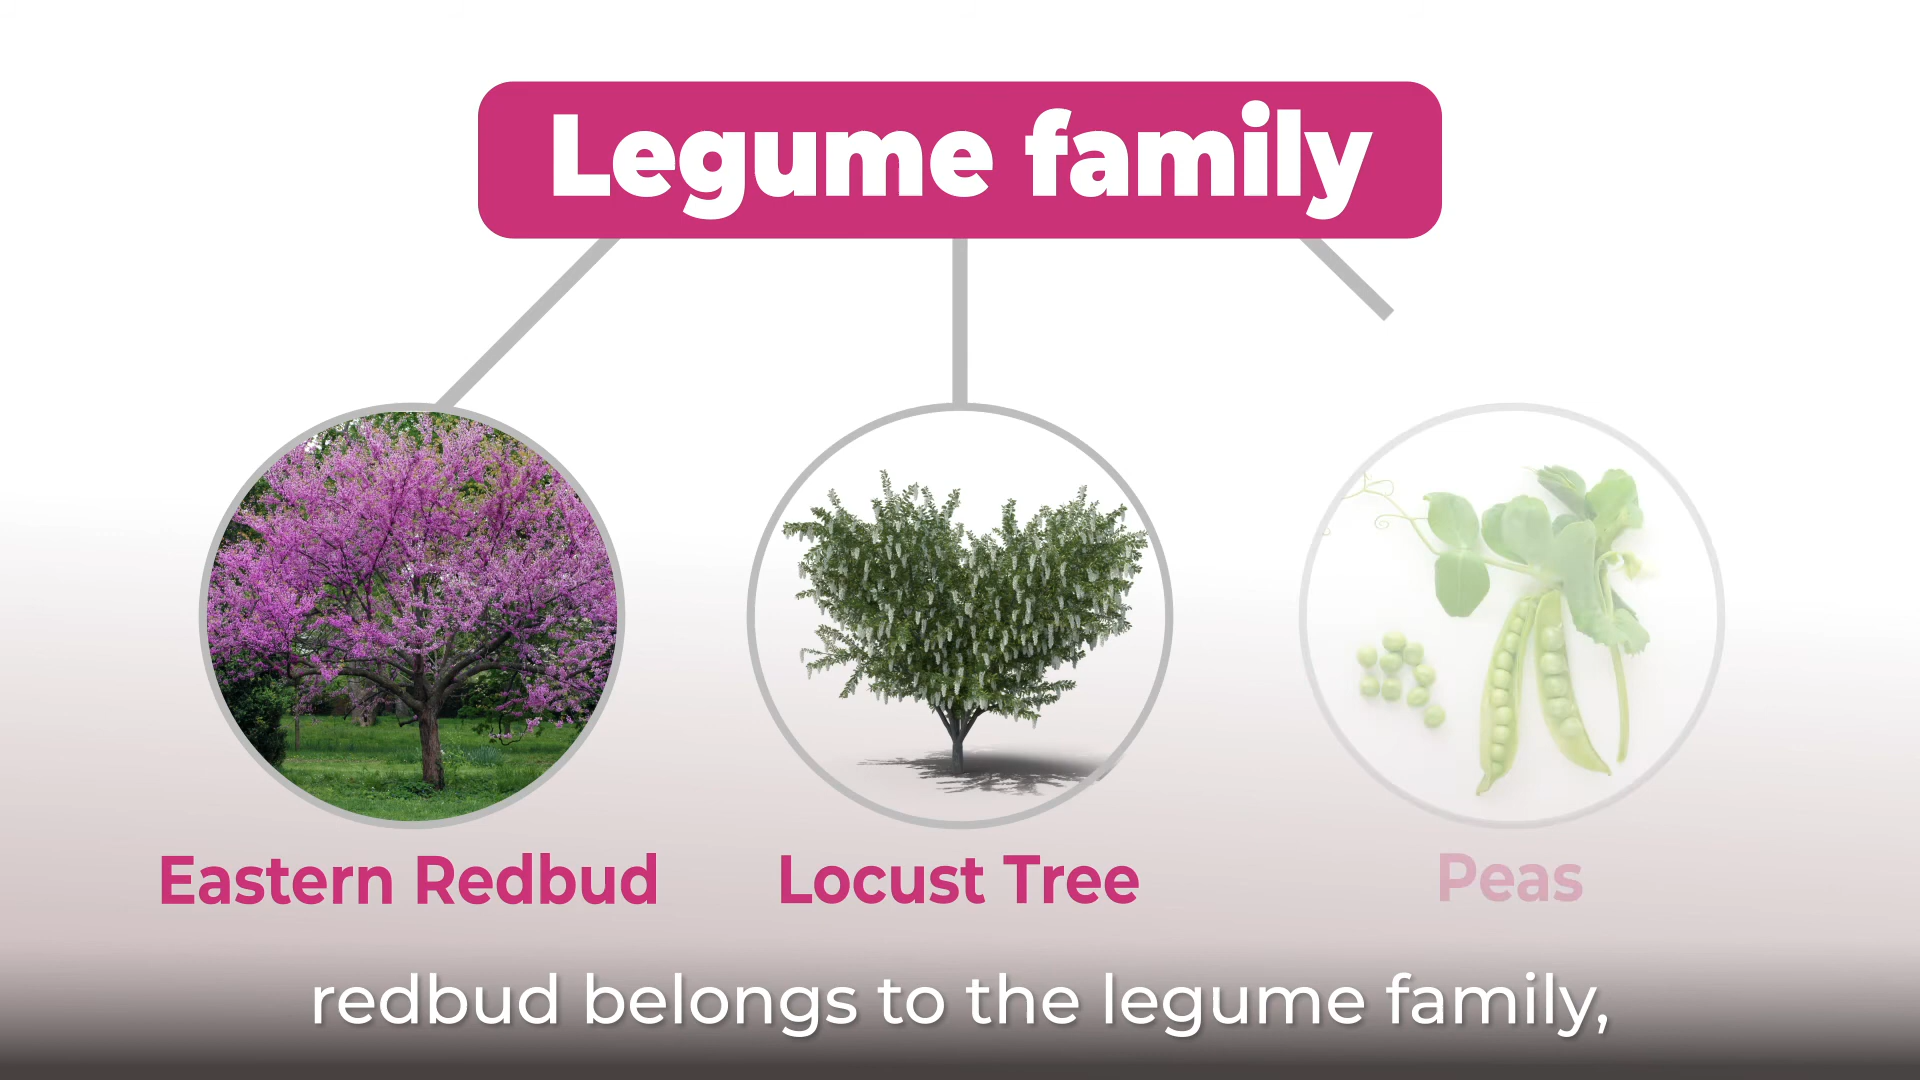 Legume family
Eastern Redbud
Locust Tree
Peas
redbud belongs to the legume family,